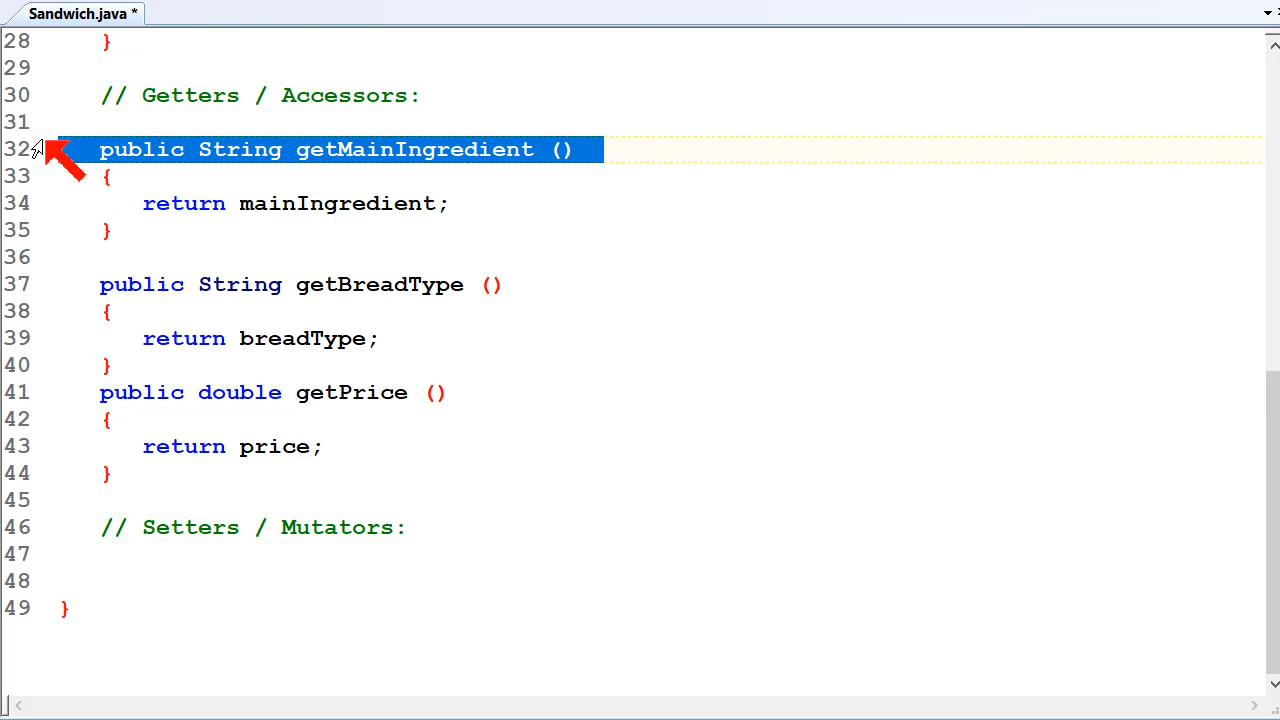 Sandwich.java *
28 }
29
30 // Getters / Accessors:
31
32 public String getMainIngredient ()
33 {
34 return mainIngredient;
35 }
36
37 public String getBreadType ()
38 {
39 return breadType;
40 }
41 public double getPrice ()
42 {
43 return price;
44 }
45
46 // Setters / Mutators:
47
48
49 }